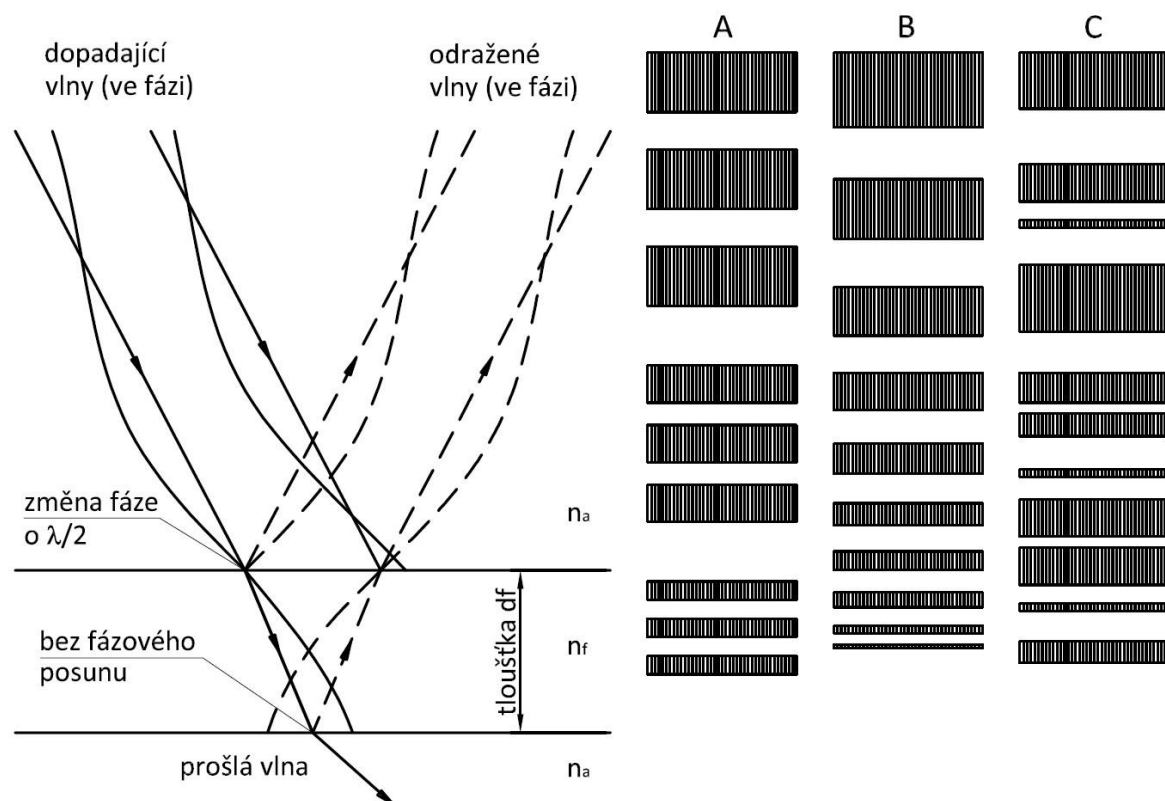 dopadající
vlny (ve fázi)
odražené
vlny (ve fázi)
A
B
C
změna fáze
o λ/2
na
bez fázového
posunu
tloušťka df
nf
prošlá vlna
na